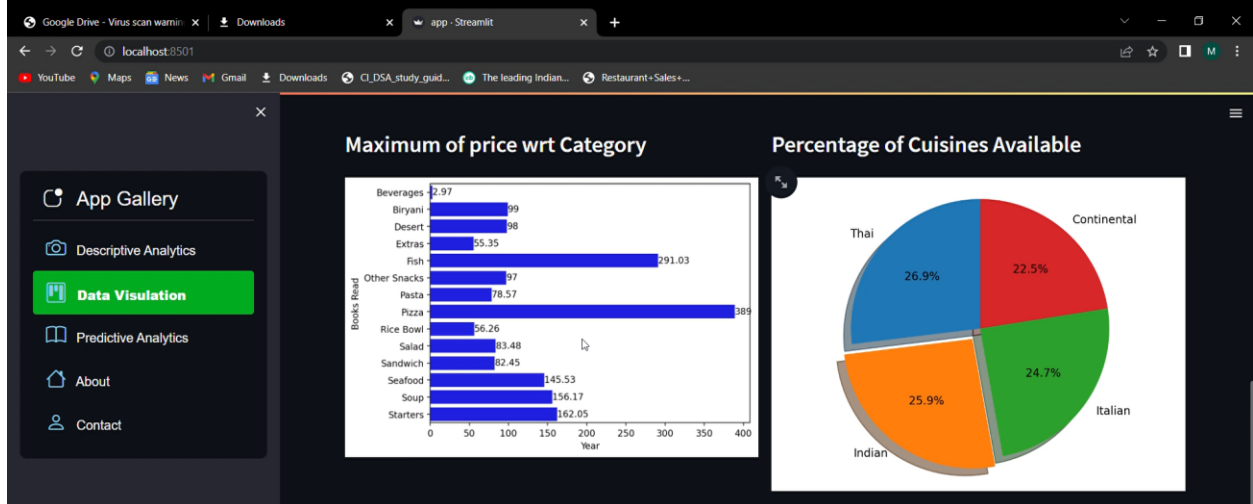 Google Drive - Virus scan warnin
Downloads
app · Streamlit
localhost:8501
M
YouTube
Maps
News
Gmail
Downloads
CI_DSA_study_guid...
The leading Indian...
Restaurant+Sales+...
App Gallery
Descriptive Analytics
Data Visulation
Predictive Analytics
About
Contact
Maximum of price wrt Category
Books Read
Beverages 2.97
Biryani 99
Desert 98
Extras 55.35
Fish 291.03
Other Snacks 97
Pasta 78.57
Pizza 389
Rice Bowl 56.26
Salad 83.48
Sandwich 82.45
Seafood 145.53
Soup 156.17
Starters 162.05
0 50 100 150 200 250 300 350 400
Year
Percentage of Cuisines Available
Thai
26.9%
Continental
22.5%
Indian
25.9%
Italian
24.7%